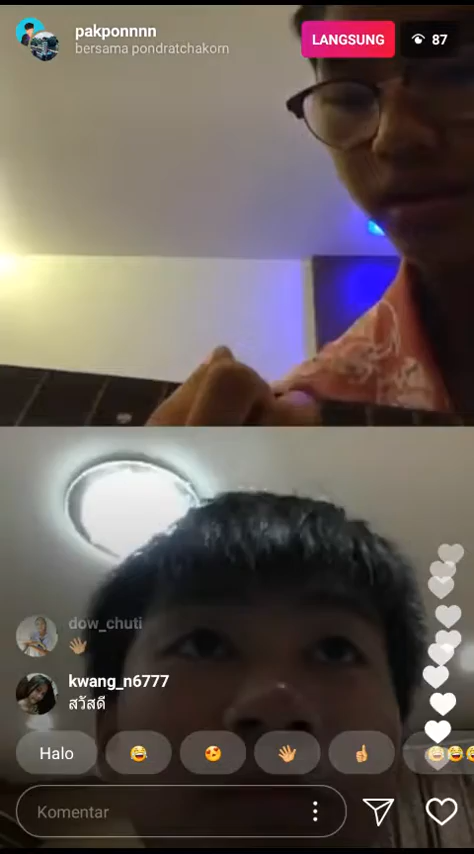 pakponnnn
bersama pondratchakorn
LANGSUNG
87
dow_chuti
👋🏼
kwang_n6777
สวัสดี
Halo
Komentar